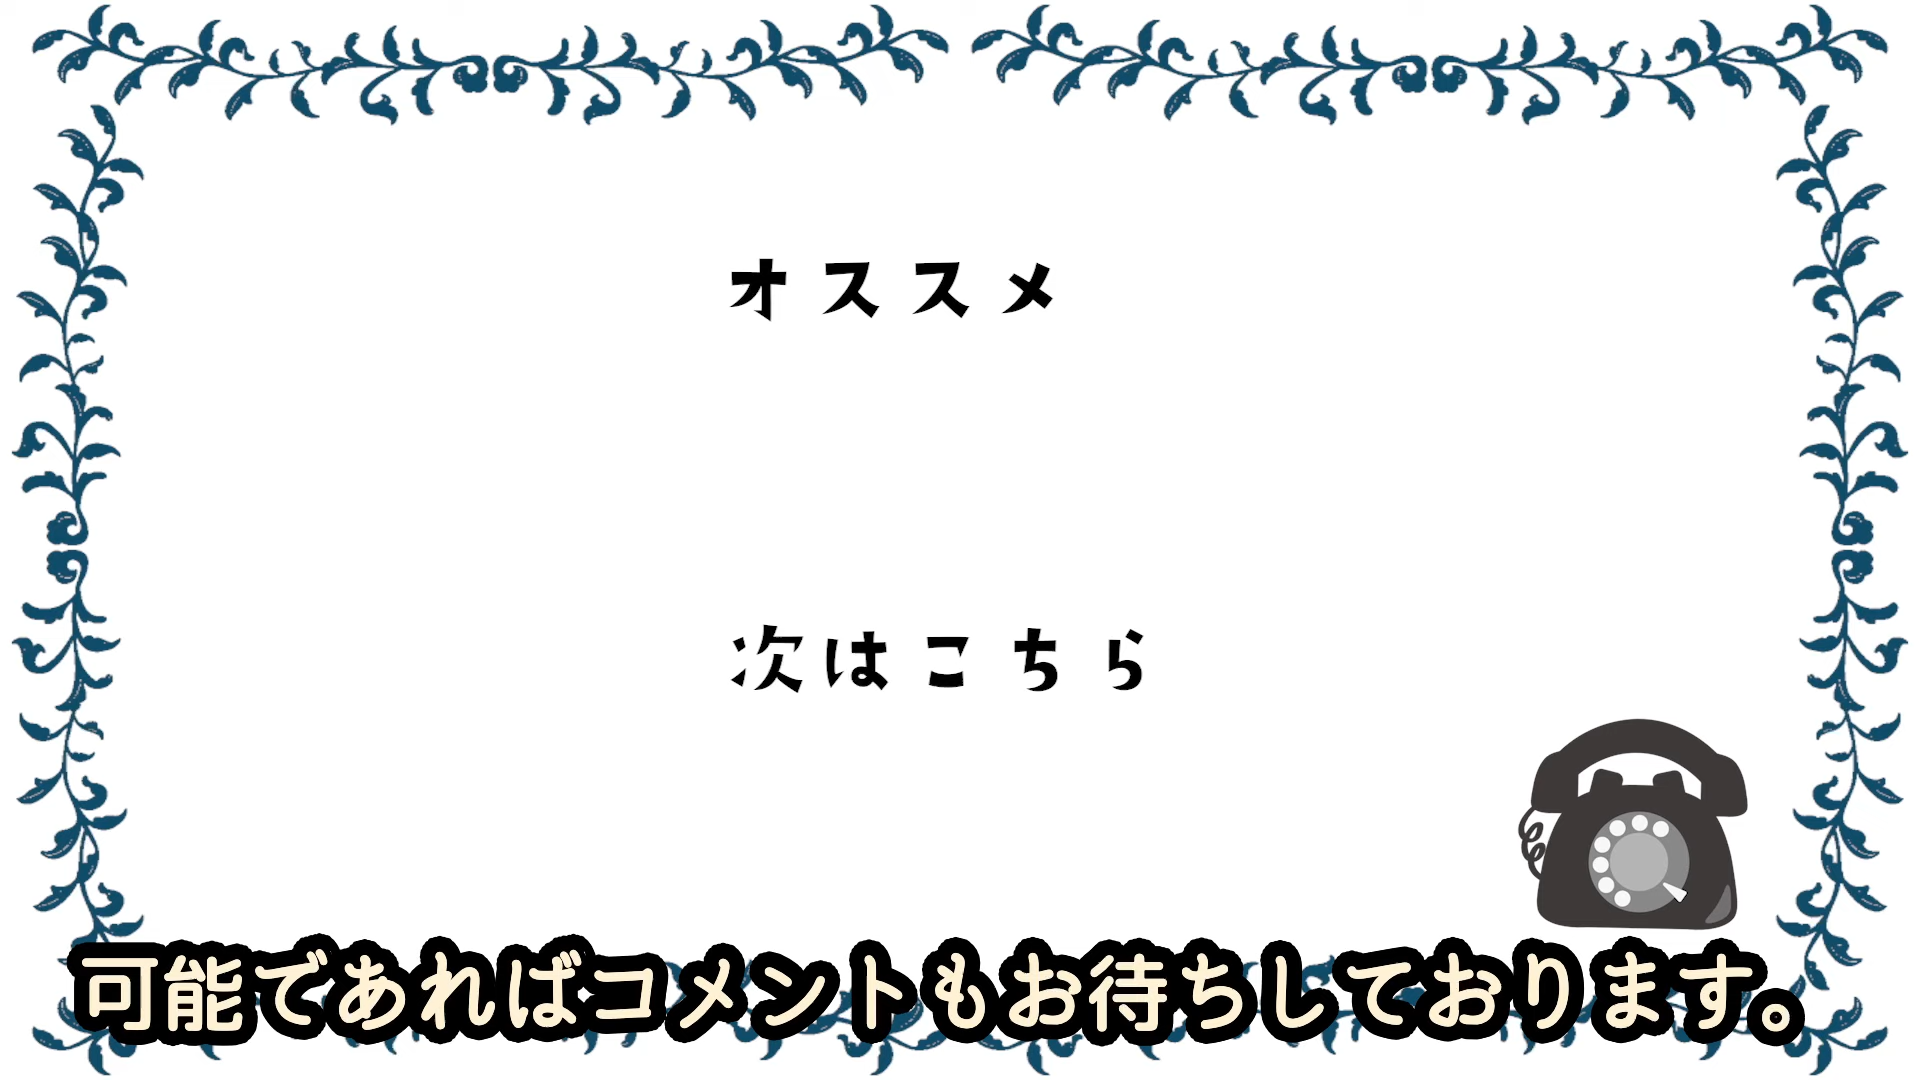 オススメ
次はこちら
可能であればコメントもお待ちしております。